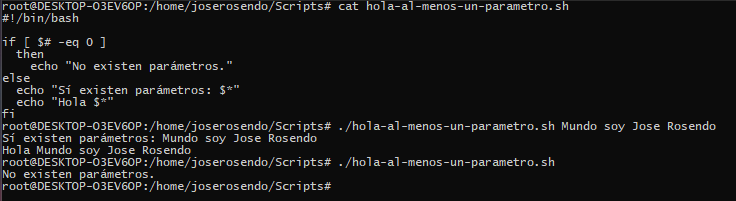 root@DESKTOP-O3EV6OP:/home/joserosendo/Scripts# cat hola-al-menos-un-parametro.sh
#!/bin/bash

if [ $# -eq 0 ]
  then
    echo "No existen parámetros."
else
  echo "Sí existen parámetros: $*"
  echo "Hola $*"
fi
root@DESKTOP-O3EV6OP:/home/joserosendo/Scripts# ./hola-al-menos-un-parametro.sh Mundo soy Jose Rosendo
Sí existen parámetros: Mundo soy Jose Rosendo
Hola Mundo soy Jose Rosendo
root@DESKTOP-O3EV6OP:/home/joserosendo/Scripts# ./hola-al-menos-un-parametro.sh
No existen parámetros.
root@DESKTOP-O3EV6OP:/home/joserosendo/Scripts#